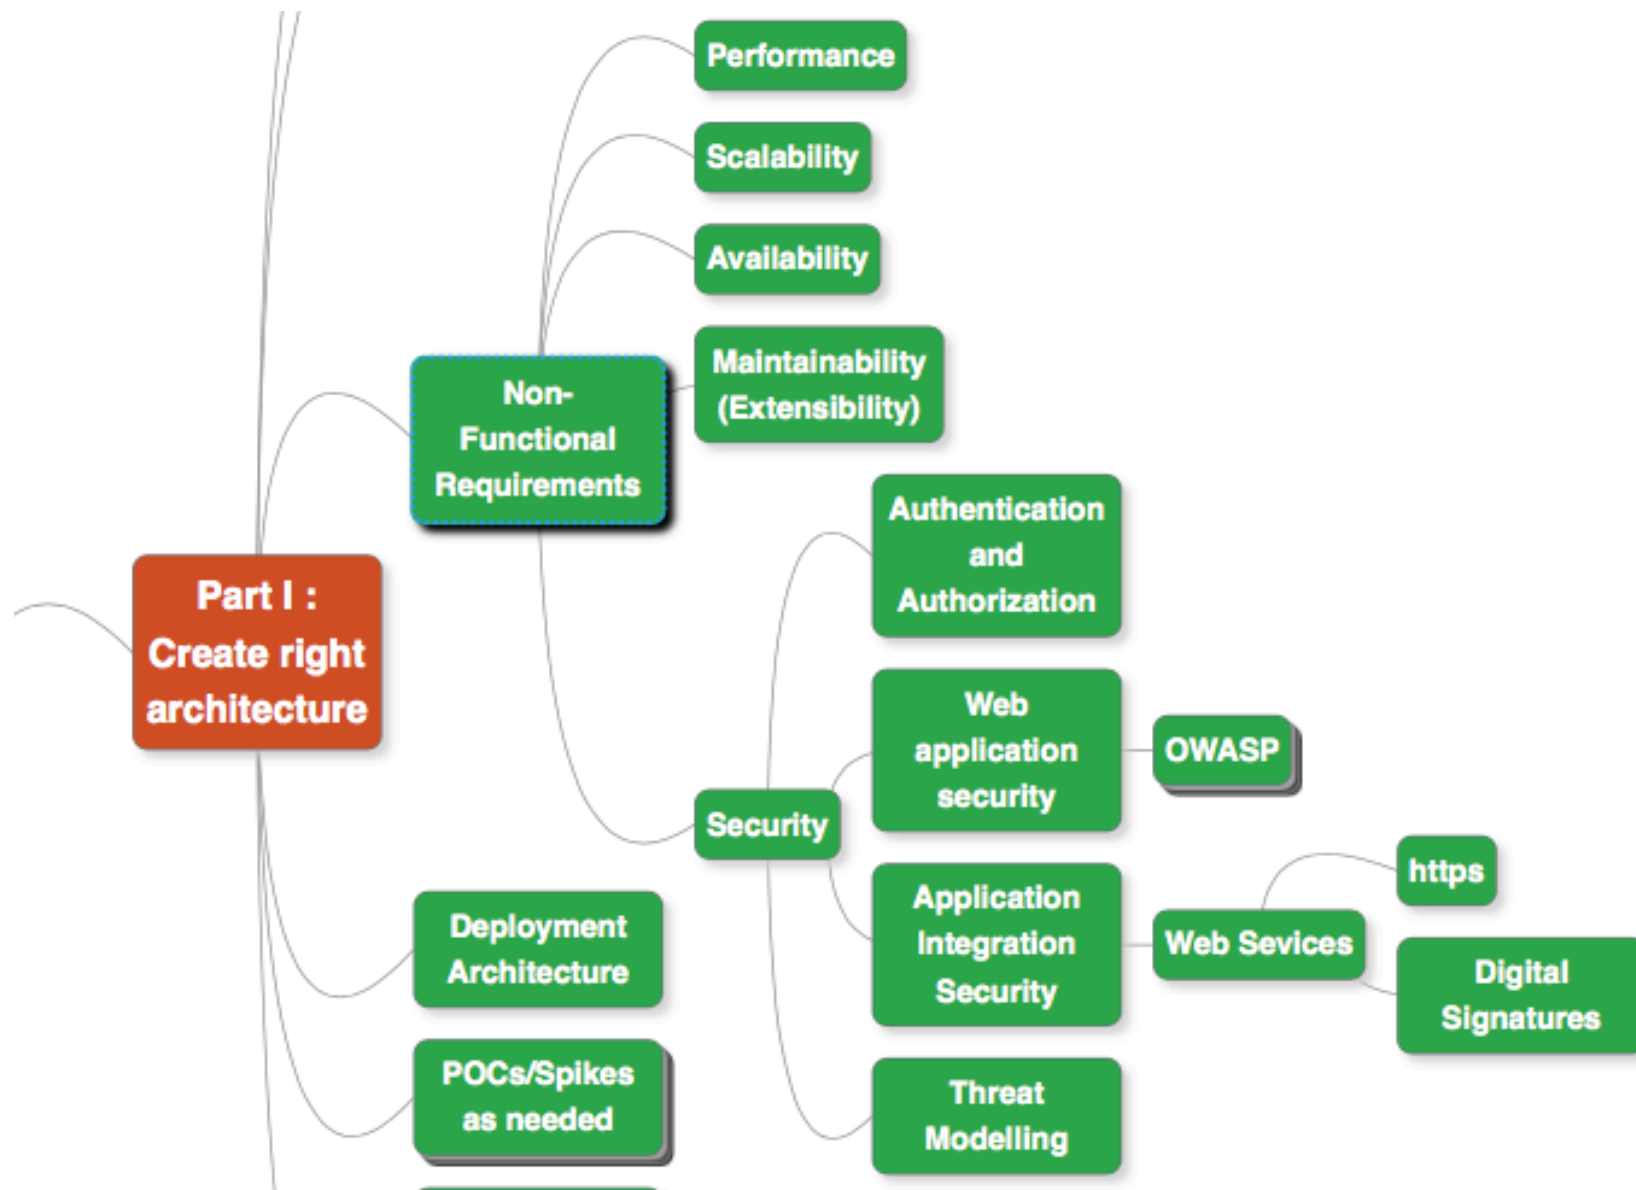 Performance
Scalability
Availability
Maintainability
(Extensibility)
Non-
Functional
Requirements
Authentication
and
Authorization
Part I :
Create right
architecture
Web
application
security
OWASP
Security
https
Application
Integration
Security
Web Sevices
Digital
Signatures
Deployment
Architecture
POCs/Spikes
as needed
Threat
Modelling